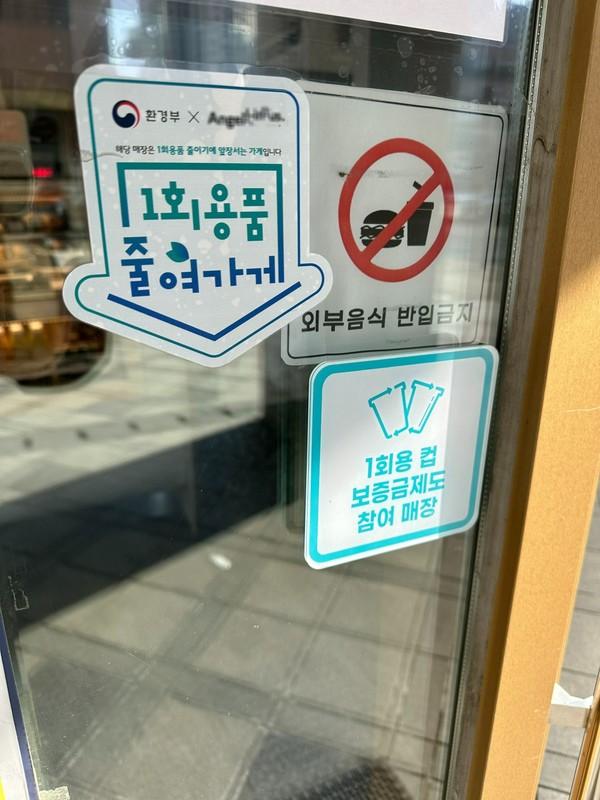 환경부 ×
해당 매장은 1회용품 줄이기에 앞장서는 가게입니다
1회용품
줄여가게
외부음식 반입금지
1회용 컵
보증금제도
참여 매장